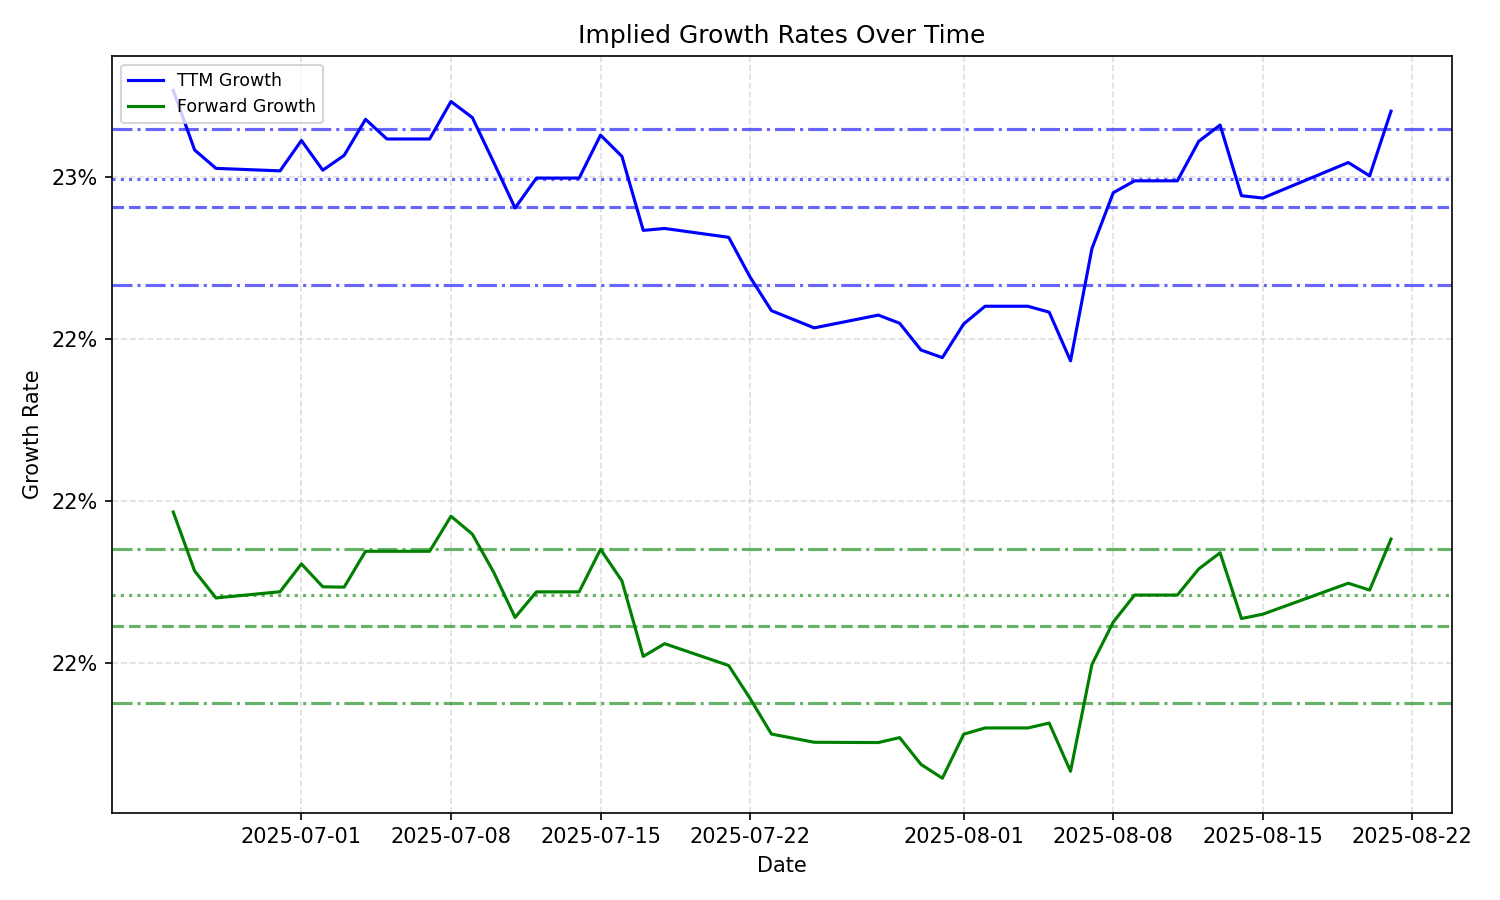 Implied Growth Rates Over Time
TTM Growth
Forward Growth
23%
22%
22%
22%
Growth Rate
2025-07-01
2025-07-08
2025-07-15
2025-07-22
2025-08-01
2025-08-08
2025-08-15
2025-08-22
Date